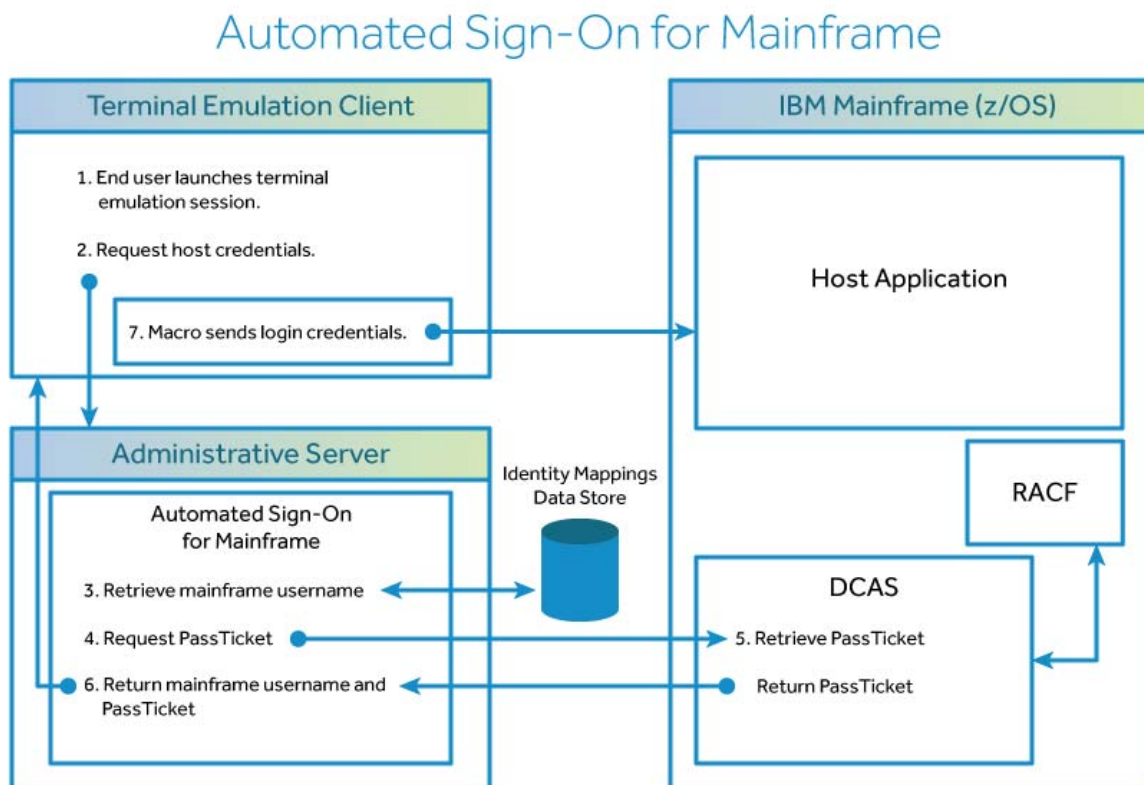 Automated Sign-On for Mainframe
Terminal Emulation Client
1. End user launches terminal
emulation session.
2. Request host credentials.
7. Macro sends login credentials.
IBM Mainframe (z/OS)
Host Application
Administrative Server
Automated Sign-On
for Mainframe
3. Retrieve mainframe username
4. Request PassTicket
6. Return mainframe username and
PassTicket
Identity Mappings
Data Store
RACF
DCAS
5. Retrieve PassTicket
Return PassTicket